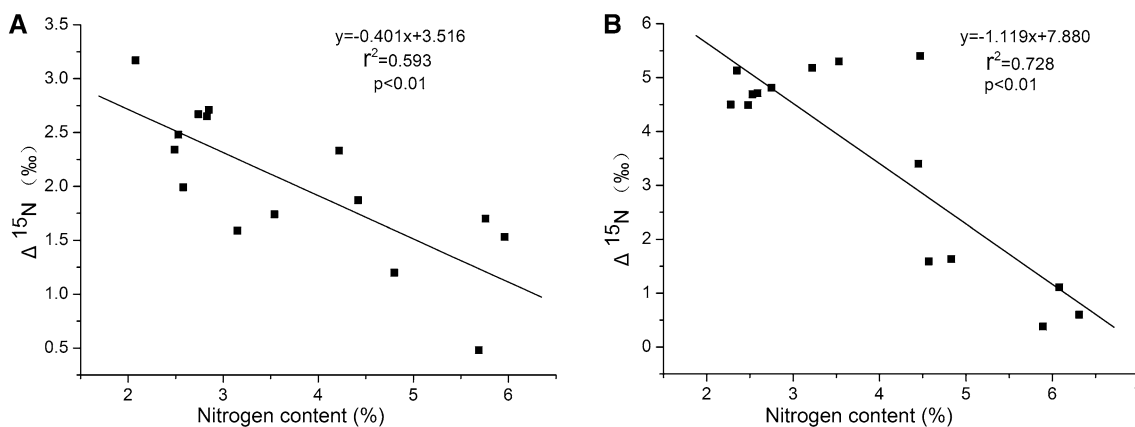 A
y=-0.401x+3.516
r²=0.593
p<0.01
3.5
3.0
2.5
2.0
1.5
1.0
0.5
Δ ¹⁵N (‰)
2 3 4 5 6
Nitrogen content (%)
B
y=-1.119x+7.880
r²=0.728
p<0.01
6
5
4
3
2
1
0
Δ ¹⁵N (‰)
2 3 4 5 6
Nitrogen content (%)